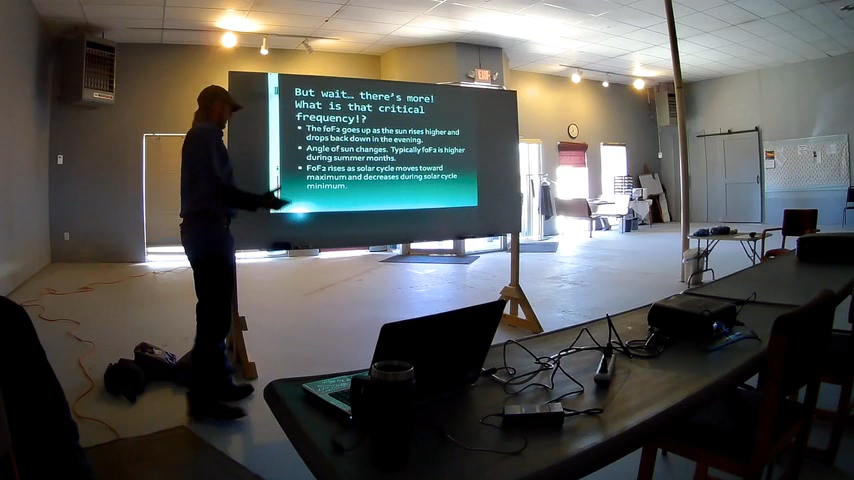 EXIT
But wait… there's more!
What is that critical
frequency!?
The foF2 goes up as the sun rises higher and
drops back down in the evening.
Angle of sun changes. Typically foF2 is higher
during summer months.
FoF2 rises as solar cycle moves toward
maximum and decreases during solar cycle
minimum.